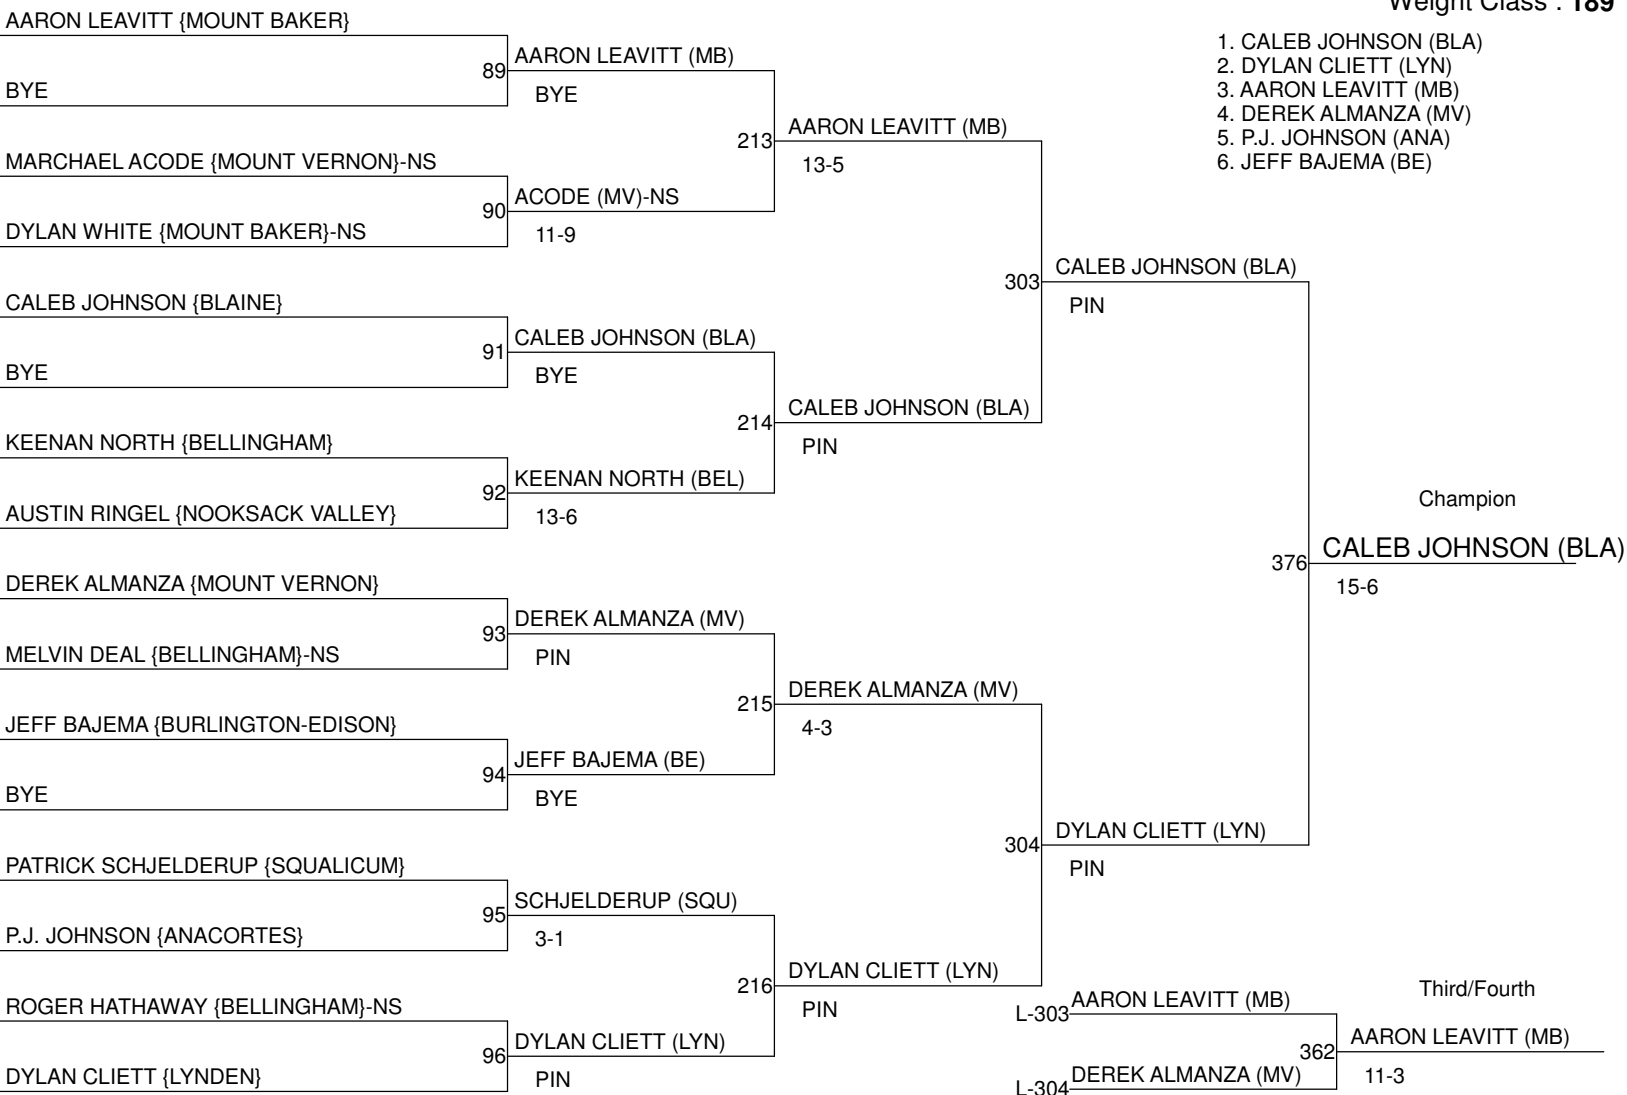 Weight Class : 189
1. CALEB JOHNSON (BLA)
2. DYLAN CLIETT (LYN)
3. AARON LEAVITT (MB)
4. DEREK ALMANZA (MV)
5. P.J. JOHNSON (ANA)
6. JEFF BAJEMA (BE)
AARON LEAVITT {MOUNT BAKER}
BYE
MARCHAEL ACODE {MOUNT VERNON}-NS
DYLAN WHITE {MOUNT BAKER}-NS
CALEB JOHNSON {BLAINE}
BYE
KEENAN NORTH {BELLINGHAM}
AUSTIN RINGEL {NOOKSACK VALLEY}
DEREK ALMANZA {MOUNT VERNON}
MELVIN DEAL {BELLINGHAM}-NS
JEFF BAJEMA {BURLINGTON-EDISON}
BYE
PATRICK SCHJELDERUP {SQUALICUM}
P.J. JOHNSON {ANACORTES}
ROGER HATHAWAY {BELLINGHAM}-NS
DYLAN CLIETT {LYNDEN}
89
AARON LEAVITT (MB)
BYE
90
ACODE (MV)-NS
11-9
91
CALEB JOHNSON (BLA)
BYE
92
KEENAN NORTH (BEL)
13-6
93
DEREK ALMANZA (MV)
PIN
94
JEFF BAJEMA (BE)
BYE
95
SCHJELDERUP (SQU)
3-1
96
DYLAN CLIETT (LYN)
PIN
213
AARON LEAVITT (MB)
13-5
214
CALEB JOHNSON (BLA)
PIN
215
DEREK ALMANZA (MV)
4-3
216
DYLAN CLIETT (LYN)
PIN
303
CALEB JOHNSON (BLA)
PIN
304
DYLAN CLIETT (LYN)
PIN
Champion
376
CALEB JOHNSON (BLA)
15-6
Third/Fourth
L-303
AARON LEAVITT (MB)
L-304
DEREK ALMANZA (MV)
362
AARON LEAVITT (MB)
11-3